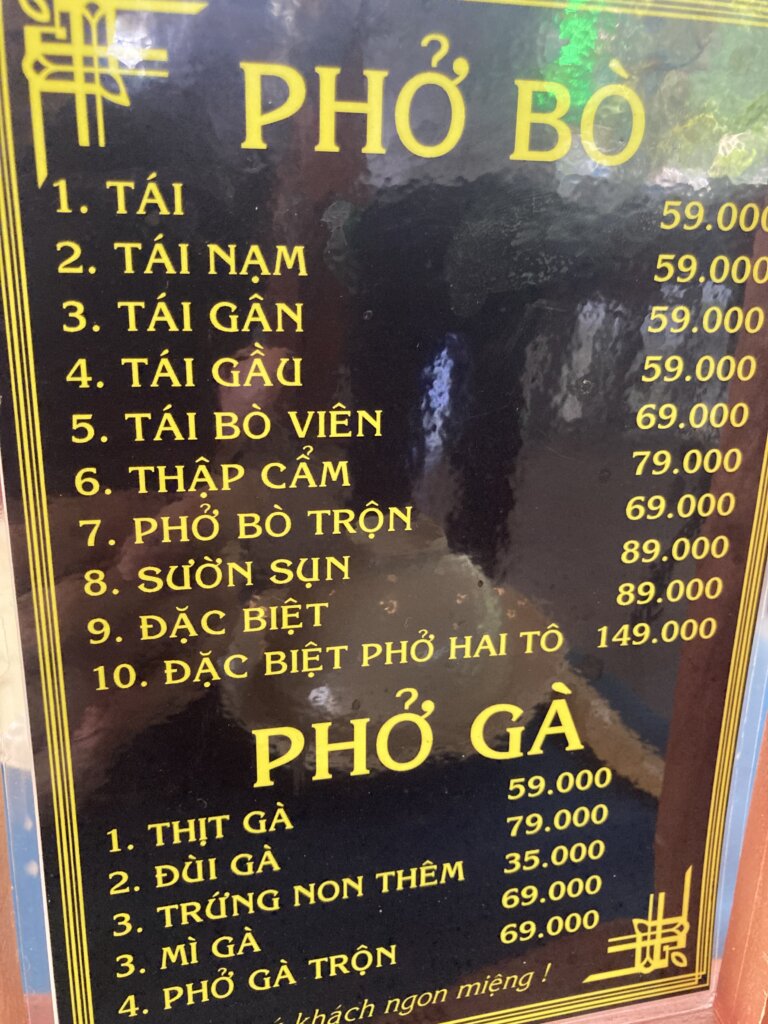 PHỞ BÒ
1. TÁI 59.000
2. TÁI NẠM 59.000
3. TÁI GÂN 59.000
4. TÁI GẦU 59.000
5. TÁI BÒ VIÊN 69.000
6. THẬP CẨM 79.000
7. PHỞ BÒ TRỘN 69.000
8. SƯỜN SỤN 89.000
9. ĐẶC BIỆT 89.000
10. ĐẶC BIỆT PHỞ HAI TÔ 149.000
PHỞ GÀ
1. THỊT GÀ 59.000
2. ĐÙI GÀ 79.000
3. TRỨNG NON THÊM 35.000
3. MÌ GÀ 69.000
4. PHỞ GÀ TRỘN 69.000
khách ngon miệng !